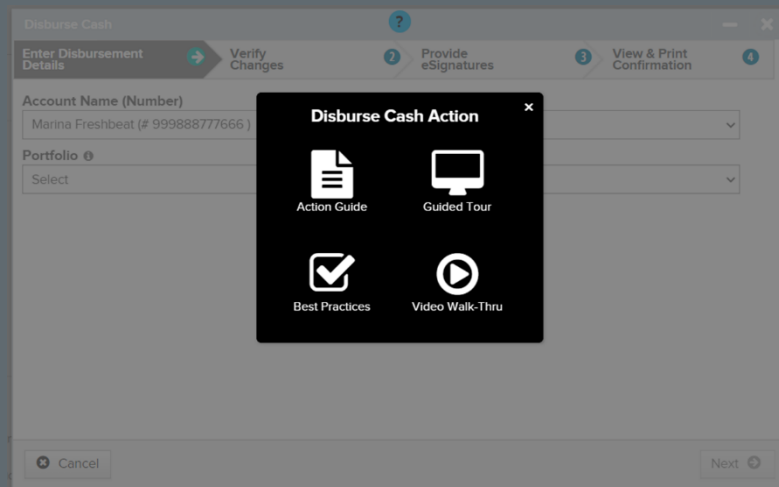 Disburse Cash
?
Enter Disbursement
Details
Verify
Changes
2
Provide
eSignatures
3
View & Print
Confirmation
4
Account Name (Number)
Marina Freshbeat (# 999888777666 )
Portfolio
Select
Disburse Cash Action
Action Guide
Guided Tour
Best Practices
Video Walk-Thru
Cancel
Next